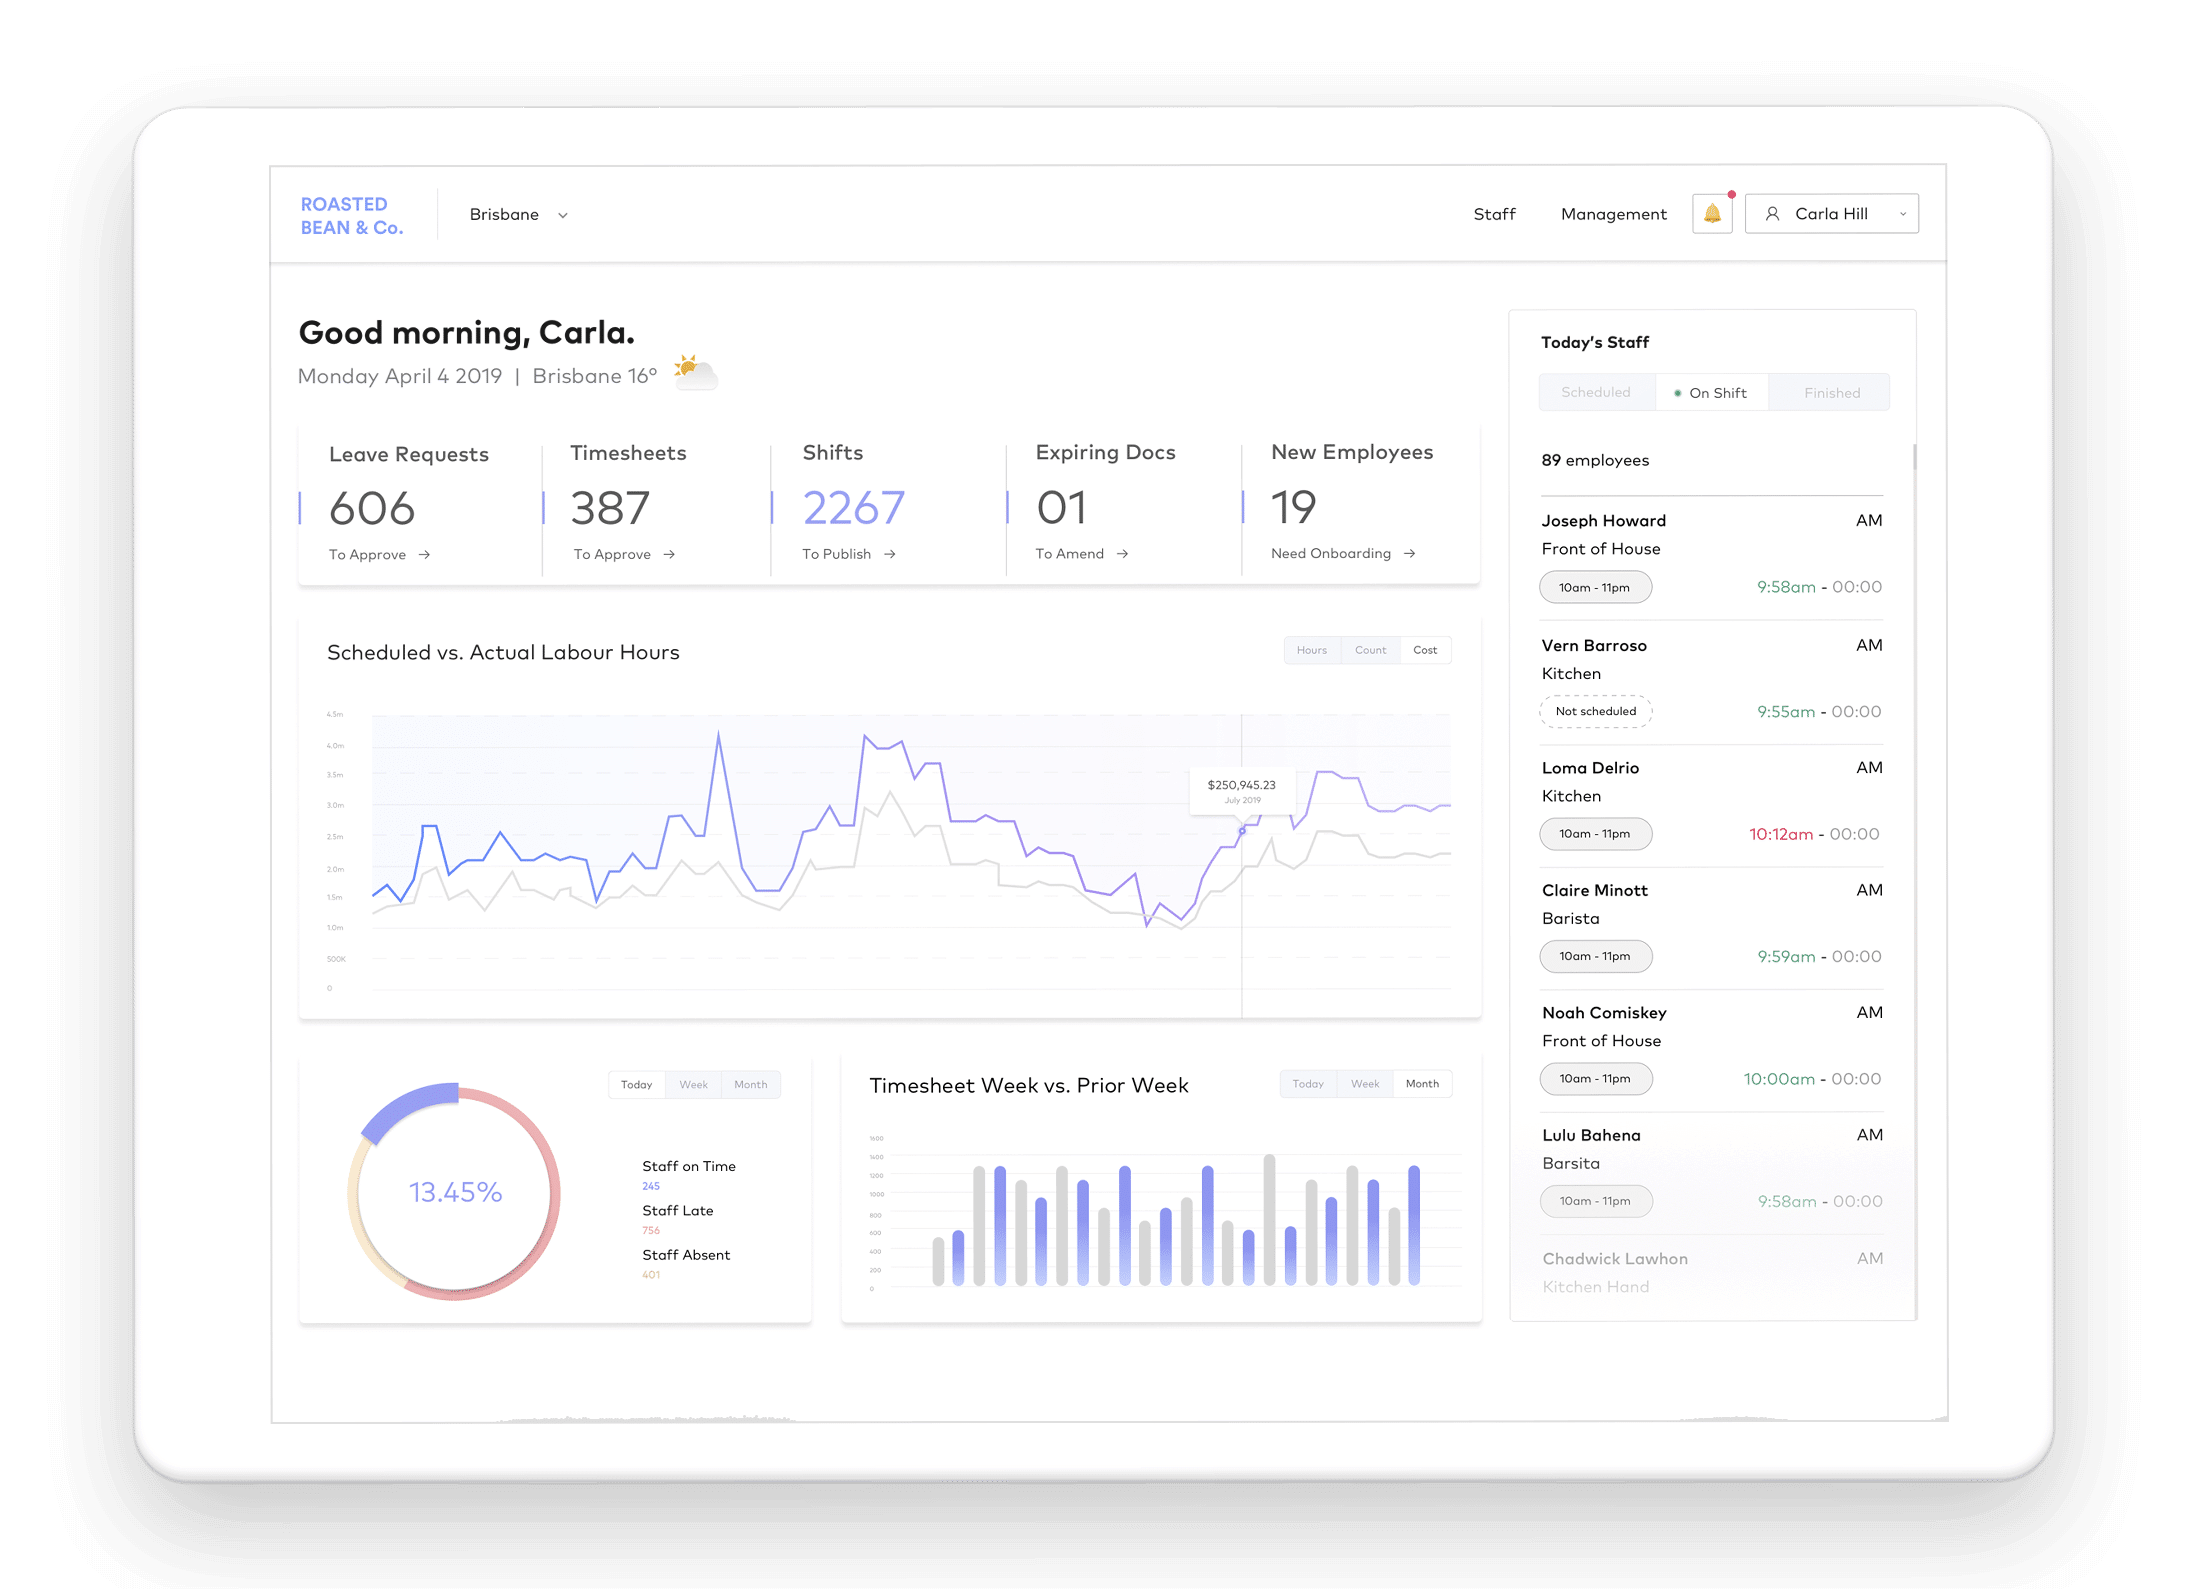 ROASTED
BEAN & Co.
Brisbane
Staff
Management
Carla Hill
Good morning, Carla.
Monday April 4 2019 | Brisbane 16°
Leave Requests
606
To Approve →
Timesheets
387
To Approve →
Shifts
2267
To Publish →
Expiring Docs
01
To Amend →
New Employees
19
Need Onboarding →
Scheduled vs. Actual Labour Hours
Hours
Count
Cost
4.5m
4.0m
3.5m
3.0m
2.5m
2.0m
1.5m
1.0m
500K
0
$250,945.23
July 2019
Today
Week
Month
13.45%
Staff on Time
245
Staff Late
756
Staff Absent
401
Timesheet Week vs. Prior Week
Today
Week
Month
1600
1400
1200
1000
800
600
400
200
0
Today's Staff
Scheduled
On Shift
Finished
89 employees
Joseph Howard AM
Front of House
10am - 11pm 9:58am - 00:00
Vern Barroso AM
Kitchen
Not scheduled 9:55am - 00:00
Loma Delrio AM
Kitchen
10am - 11pm 10:12am - 00:00
Claire Minott AM
Barista
10am - 11pm 9:59am - 00:00
Noah Comiskey AM
Front of House
10am - 11pm 10:00am - 00:00
Lulu Bahena AM
Barsita
10am - 11pm 9:58am - 00:00
Chadwick Lawhon AM
Kitchen Hand